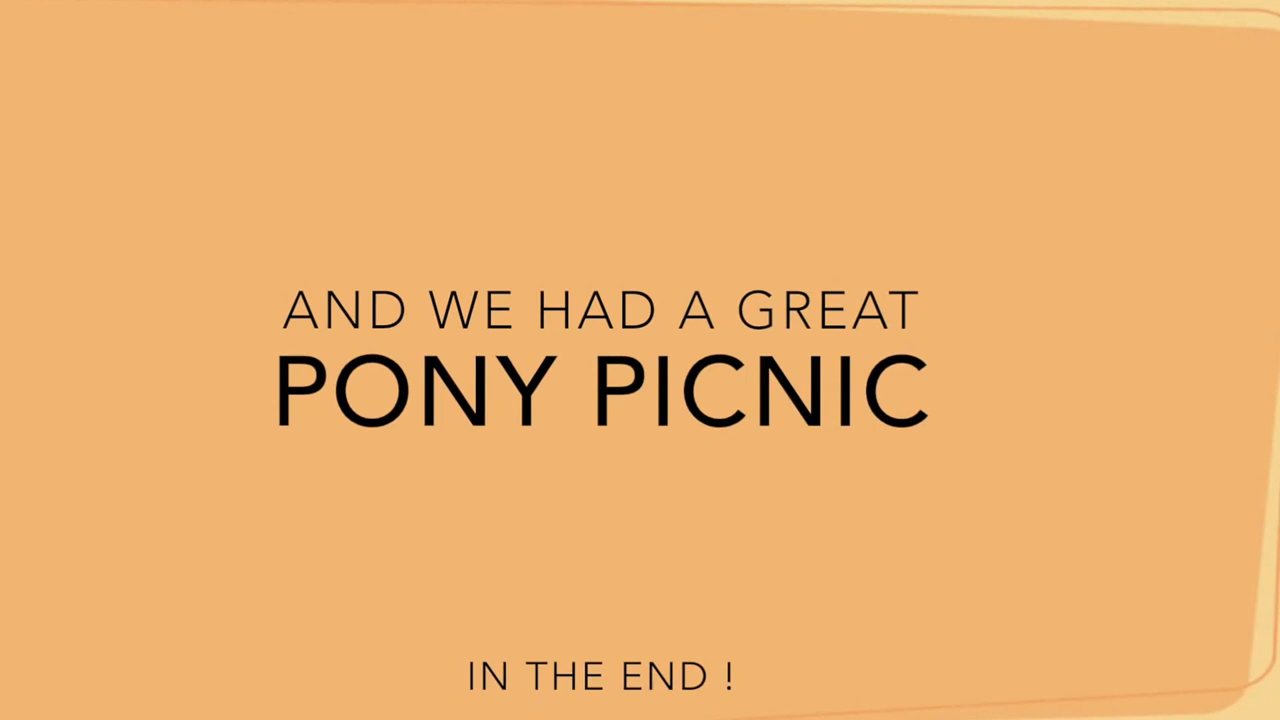 AND WE HAD A GREAT
PONY PICNIC
IN THE END !